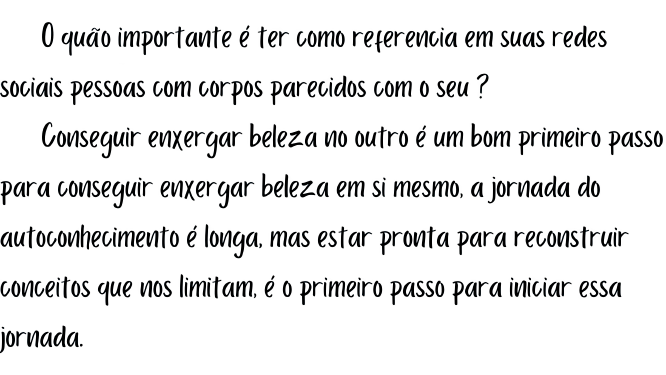 O quão importante é ter como referencia em suas redes
sociais pessoas com corpos parecidos com o seu ?
Conseguir enxergar beleza no outro é um bom primeiro passo
para conseguir enxergar beleza em si mesmo, a jornada do
autoconhecimento é longa, mas estar pronta para reconstruir
conceitos que nos limitam, é o primeiro passo para iniciar essa
jornada.